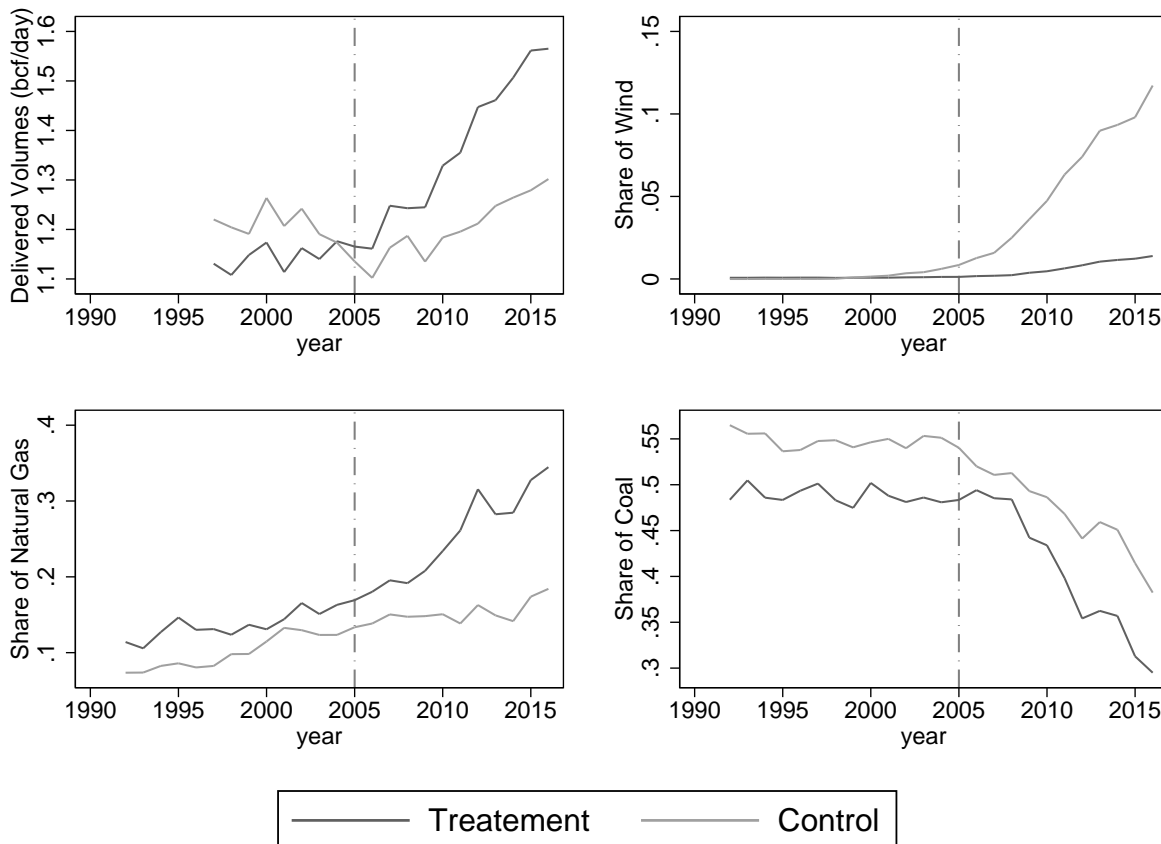 Delivered Volumes (bcf/day)
1.1 1.2 1.3 1.4 1.5 1.6
1990 1995 2000 2005 2010 2015
year
Share of Wind
0 .05 .1 .15
1990 1995 2000 2005 2010 2015
year
Share of Natural Gas
.1 .2 .3 .4
1990 1995 2000 2005 2010 2015
year
Share of Coal
.3 .35 .4 .45 .5 .55
1990 1995 2000 2005 2010 2015
year
Treatement Control